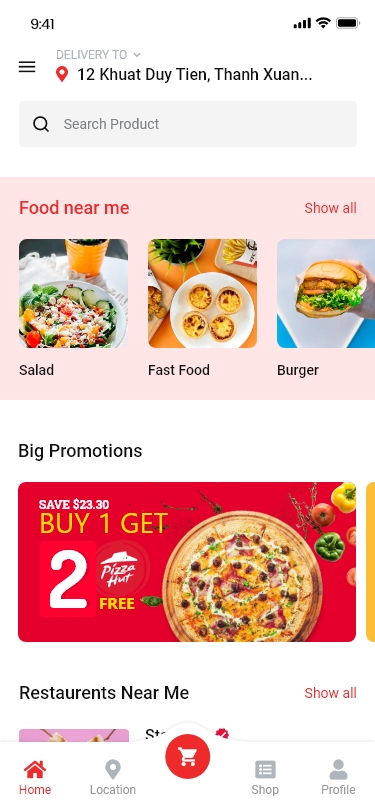 9:41
DELIVERY TO
12 Khuat Duy Tien, Thanh Xuan...
Search Product
Food near me
Show all
Salad
Fast Food
Burger
Big Promotions
SAVE $23.30
BUY 1 GET
2
Pizza
Hut
FREE
Restaurents Near Me
Show all
Home
Location
Shop
Profile